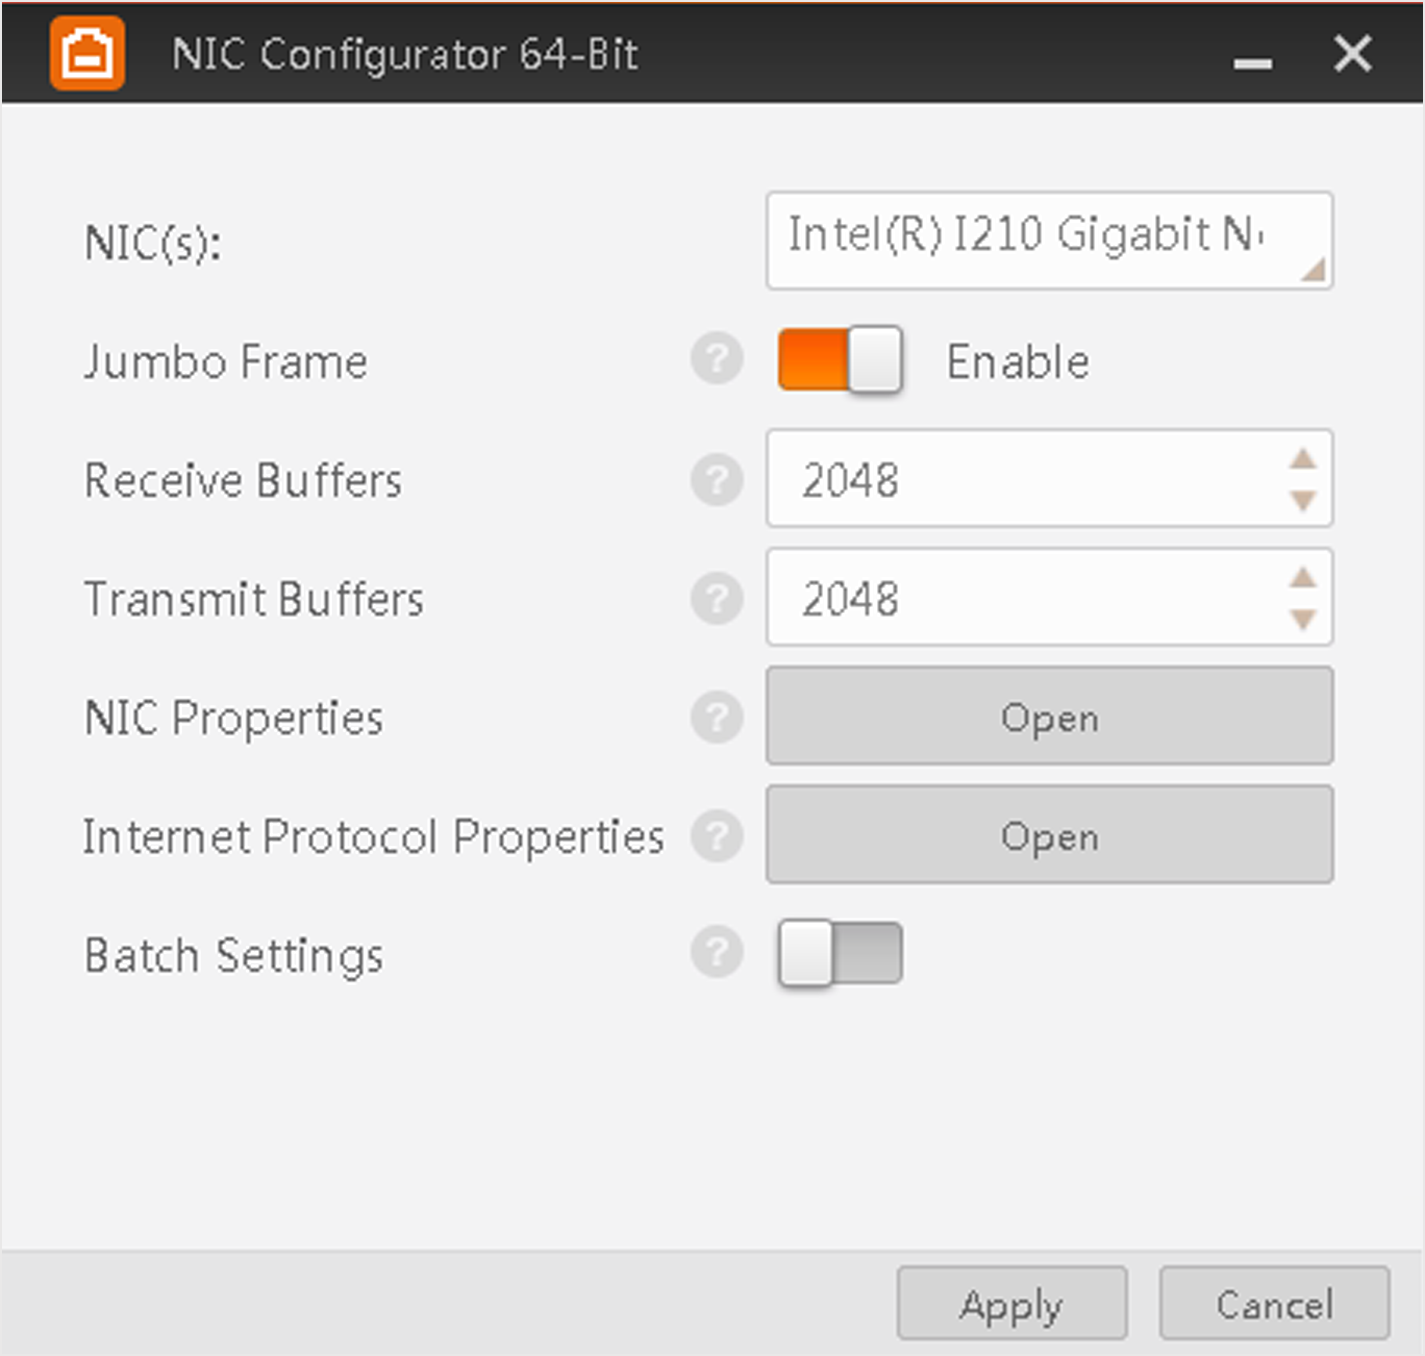 NIC Configurator 64-Bit
NIC(s): Intel(R) I210 Gigabit
Jumbo Frame ? Enable
Receive Buffers ? 2048
Transmit Buffers ? 2048
NIC Properties ? Open
Internet Protocol Properties ? Open
Batch Settings ?
Apply Cancel